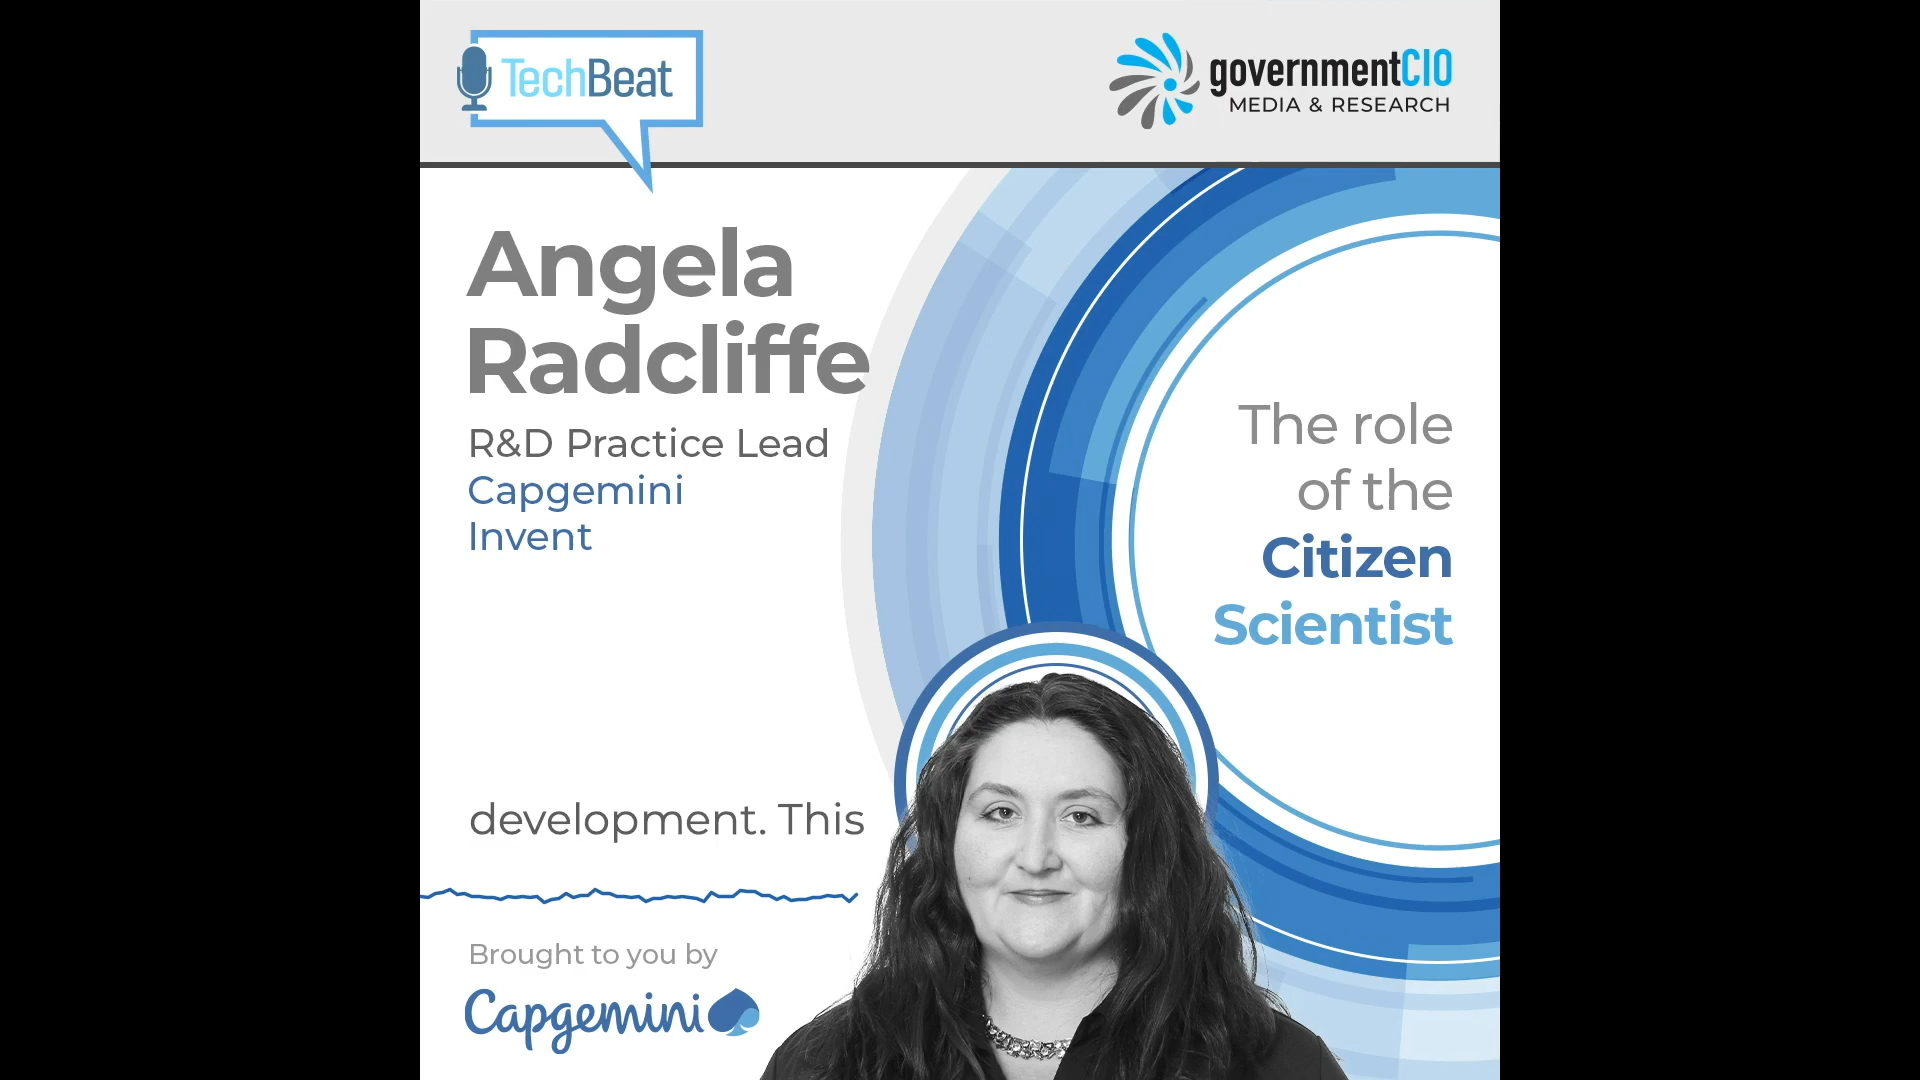 TechBeat
governmentCIO
MEDIA & RESEARCH
Angela
Radcliffe
R&D Practice Lead
Capgemini
Invent
The role
of the
Citizen
Scientist
development. This
Brought to you by
Capgemini